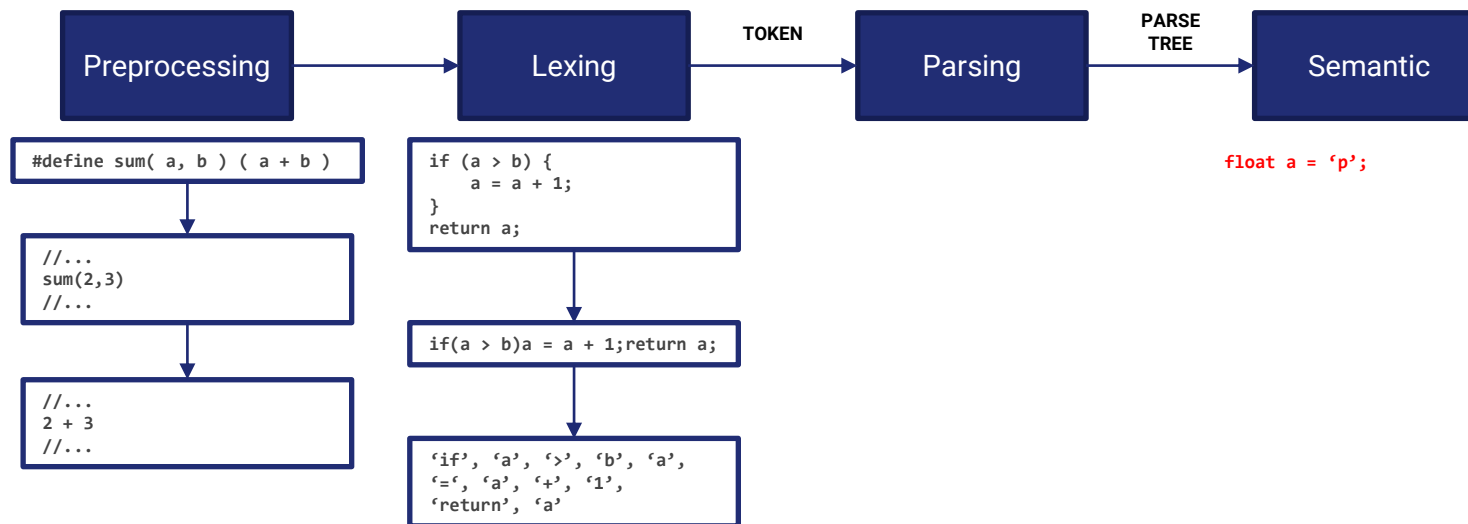 Preprocessing
Lexing
TOKEN
Parsing
PARSE
TREE
Semantic
#define sum( a, b ) ( a + b )
//...
sum(2,3)
//...
//...
2 + 3
//...
if (a > b) {
    a = a + 1;
}
return a;
if(a > b)a = a + 1;return a;
‘if’, ‘a’, ‘>’, ‘b’, ‘a’,
‘=‘, ‘a’, ‘+’, ‘1’,
‘return’, ‘a’
float a = ‘p’;